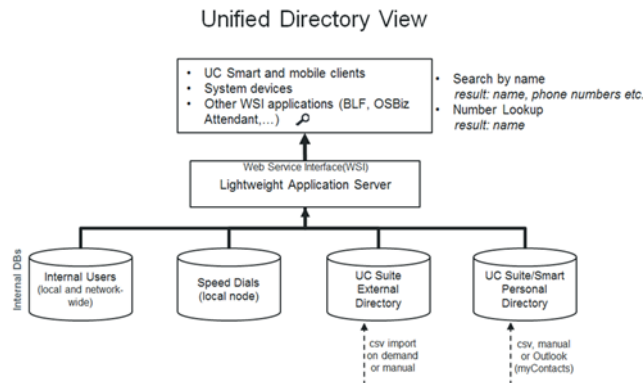 Unified Directory View
• UC Smart and mobile clients
• System devices
• Other WSI applications (BLF, OSBiz
Attendant,…)
• Search by name
result: name, phone numbers etc.
• Number Lookup
result: name
Web Service Interface(WSI)
Lightweight Application Server
Internal DBs
Internal Users
(local and network-
wide)
Speed Dials
(local node)
UC Suite
External
Directory
UC Suite/Smart
Personal
Directory
csv import
on demand
or manual
csv, manual
or Outlook
(myContacts)